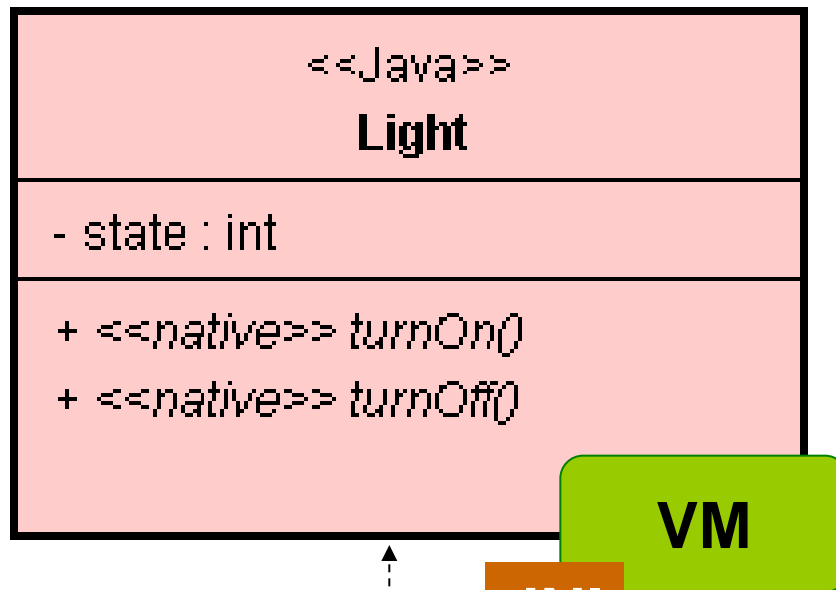 <<Java>>
Light
- state : int
+ <<native>> turnOn()
+ <<native>> turnOff()
VM